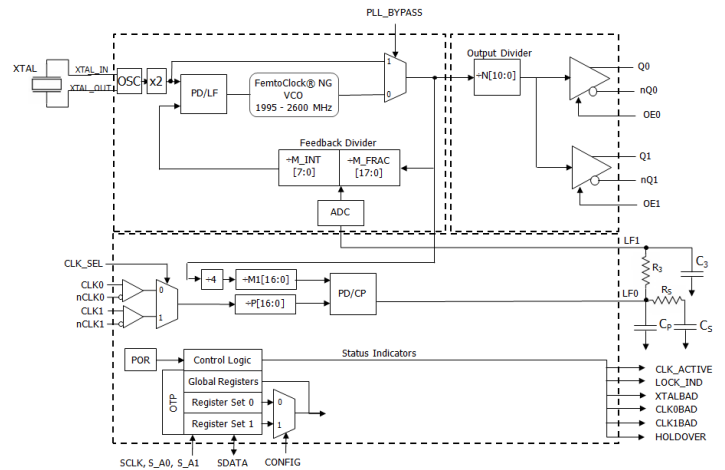 PLL_BYPASS
XTAL
XTAL_IN
XTAL_OUT
OSC
x2
PD/LF
FemtoClock® NG
VCO
1995 - 2600 MHz
1
0
Output Divider
÷N[10:0]
Q0
nQ0
OE0
Q1
nQ1
OE1
Feedback Divider
÷M_INT
[7:0]
÷M_FRAC
[17:0]
ADC
LF1
R3
C3
LF0
RS
CP
CS
CLK_SEL
CLK0
nCLK0
CLK1
nCLK1
0
1
÷4
÷M1[16:0]
÷P[16:0]
PD/CP
POR
Control Logic
Status Indicators
OTP
Global Registers
Register Set 0
Register Set 1
0
1
CLK_ACTIVE
LOCK_IND
XTALBAD
CLK0BAD
CLK1BAD
HOLDOVER
SCLK, S_A0, S_A1
SDATA
CONFIG